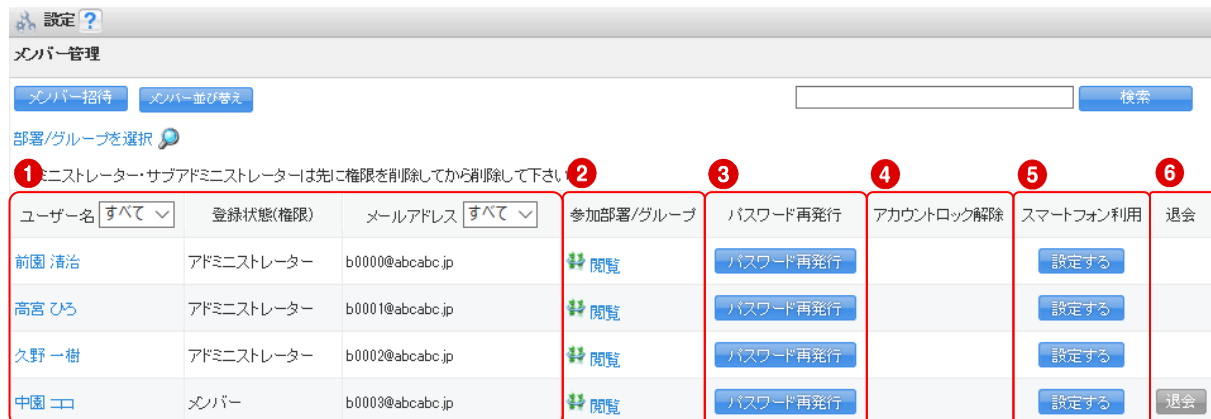 設定 ?
メンバー管理
メンバー招待 メンバー並び替え 検索
部署/グループを選択
1 ミニストレーター・サブアドミニストレーターは先に権限を削除してから削除して下さい 2 3 4 5 6
ユーザー名 すべて 登録状態(権限) メールアドレス すべて 参加部署/グループ パスワード再発行 アカウントロック解除 スマートフォン利用 退会
前園 清治 アドミニストレーター b0000@abcabc.jp 閲覧 パスワード再発行 設定する
高宮 ひろ アドミニストレーター b0001@abcabc.jp 閲覧 パスワード再発行 設定する
久野 一樹 アドミニストレーター b0002@abcabc.jp 閲覧 パスワード再発行 設定する
中園 ココ メンバー b0003@abcabc.jp 閲覧 パスワード再発行 設定する 退会